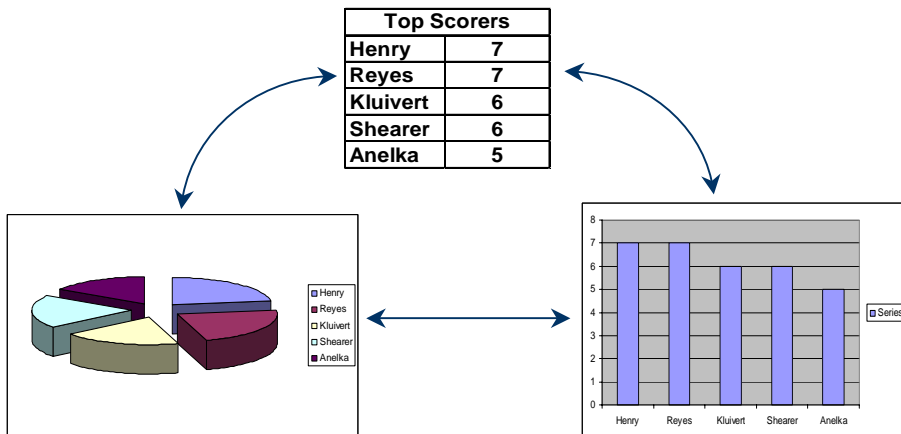 Top Scorers
Henry 7
Reyes 7
Kluivert 6
Shearer 6
Anelka 5
Henry
Reyes
Kluivert
Shearer
Anelka
8
7
6
5
4
3
2
1
0
Henry Reyes Kluivert Shearer Anelka
Series